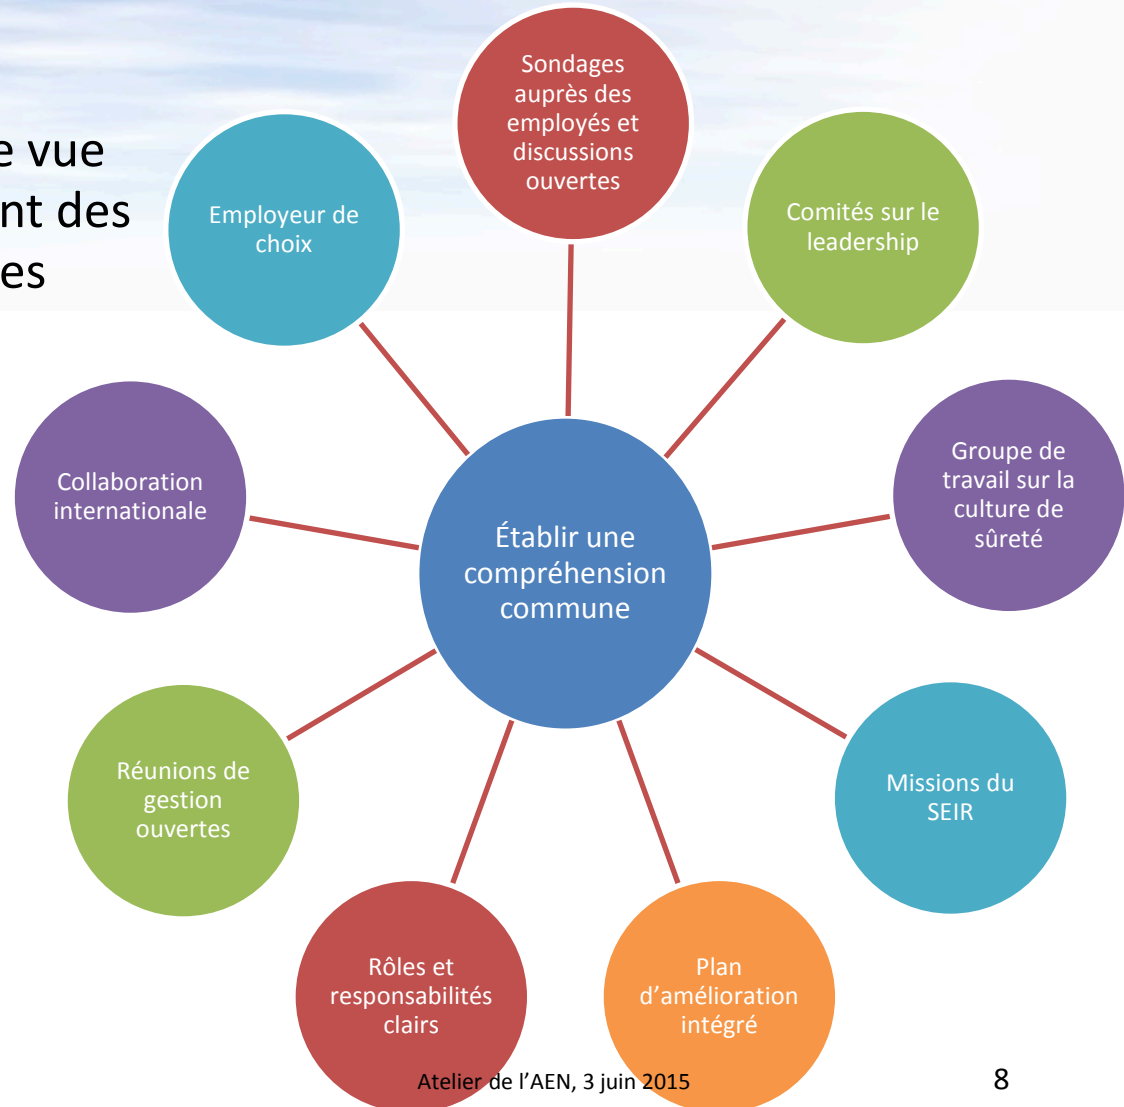 e vue
nt des
es
Sondages
auprès des
employés et
discussions
ouvertes
Comités sur le
leadership
Groupe de
travail sur la
culture de
sûreté
Missions du
SEIR
Plan
d’amélioration
intégré
Rôles et
responsabilités
clairs
Réunions de
gestion
ouvertes
Collaboration
internationale
Employeur de
choix
Établir une
compréhension
commune
Atelier de l’AEN, 3 juin 2015
8